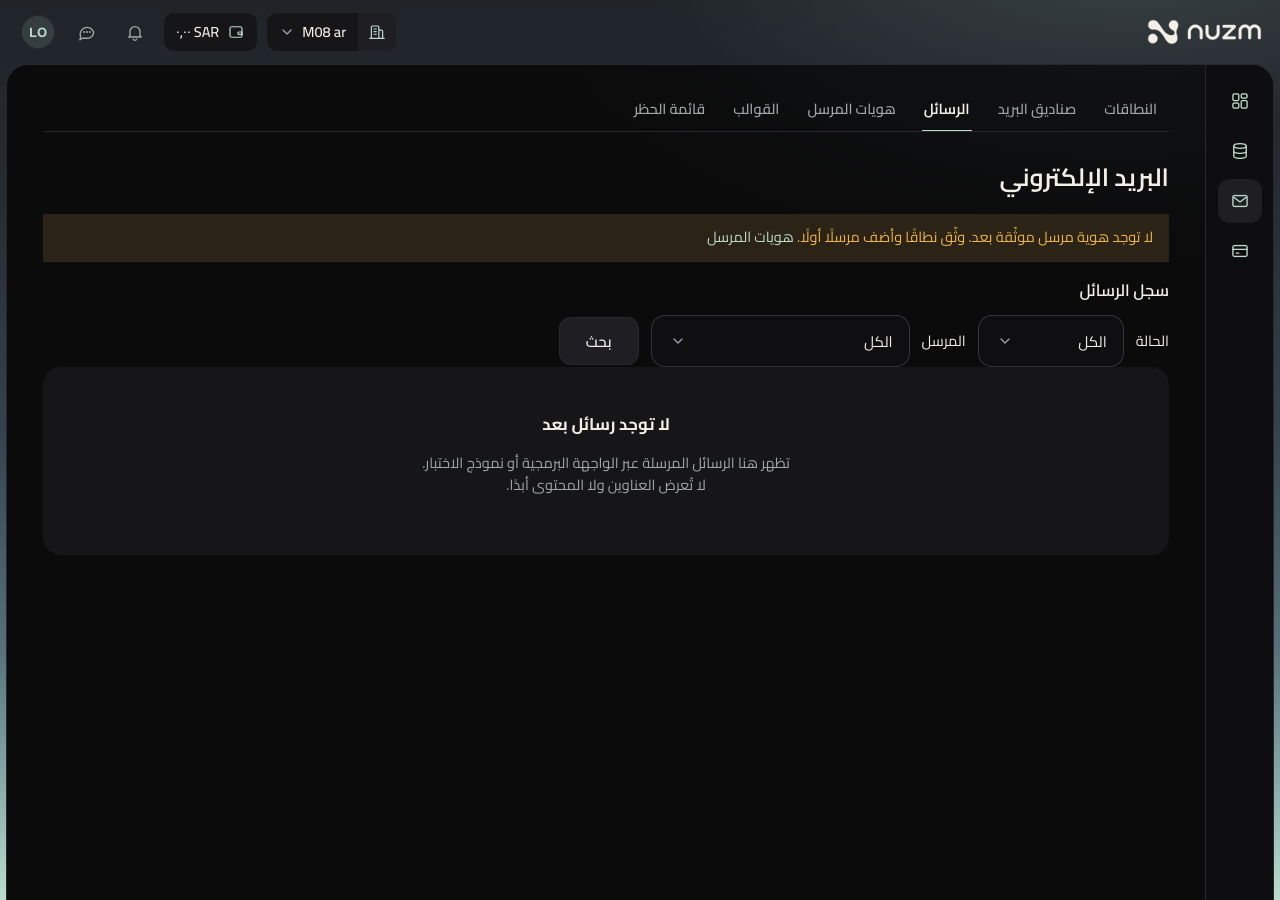 nuzm
M08 ar
SAR ٠٫٠٠
LO
النطاقات
صناديق البريد
الرسائل
هويات المرسل
القوالب
قائمة الحظر
البريد الإلكتروني
لا توجد هوية مرسل موثّقة بعد. وثّق نطاقًا وأضف مرسلًا أولًا. هويات المرسل
سجل الرسائل
الحالة
الكل
المرسل
الكل
بحث
لا توجد رسائل بعد
تظهر هنا الرسائل المرسلة عبر الواجهة البرمجية أو نموذج الاختبار.
لا تُعرض العناوين ولا المحتوى أبدًا.